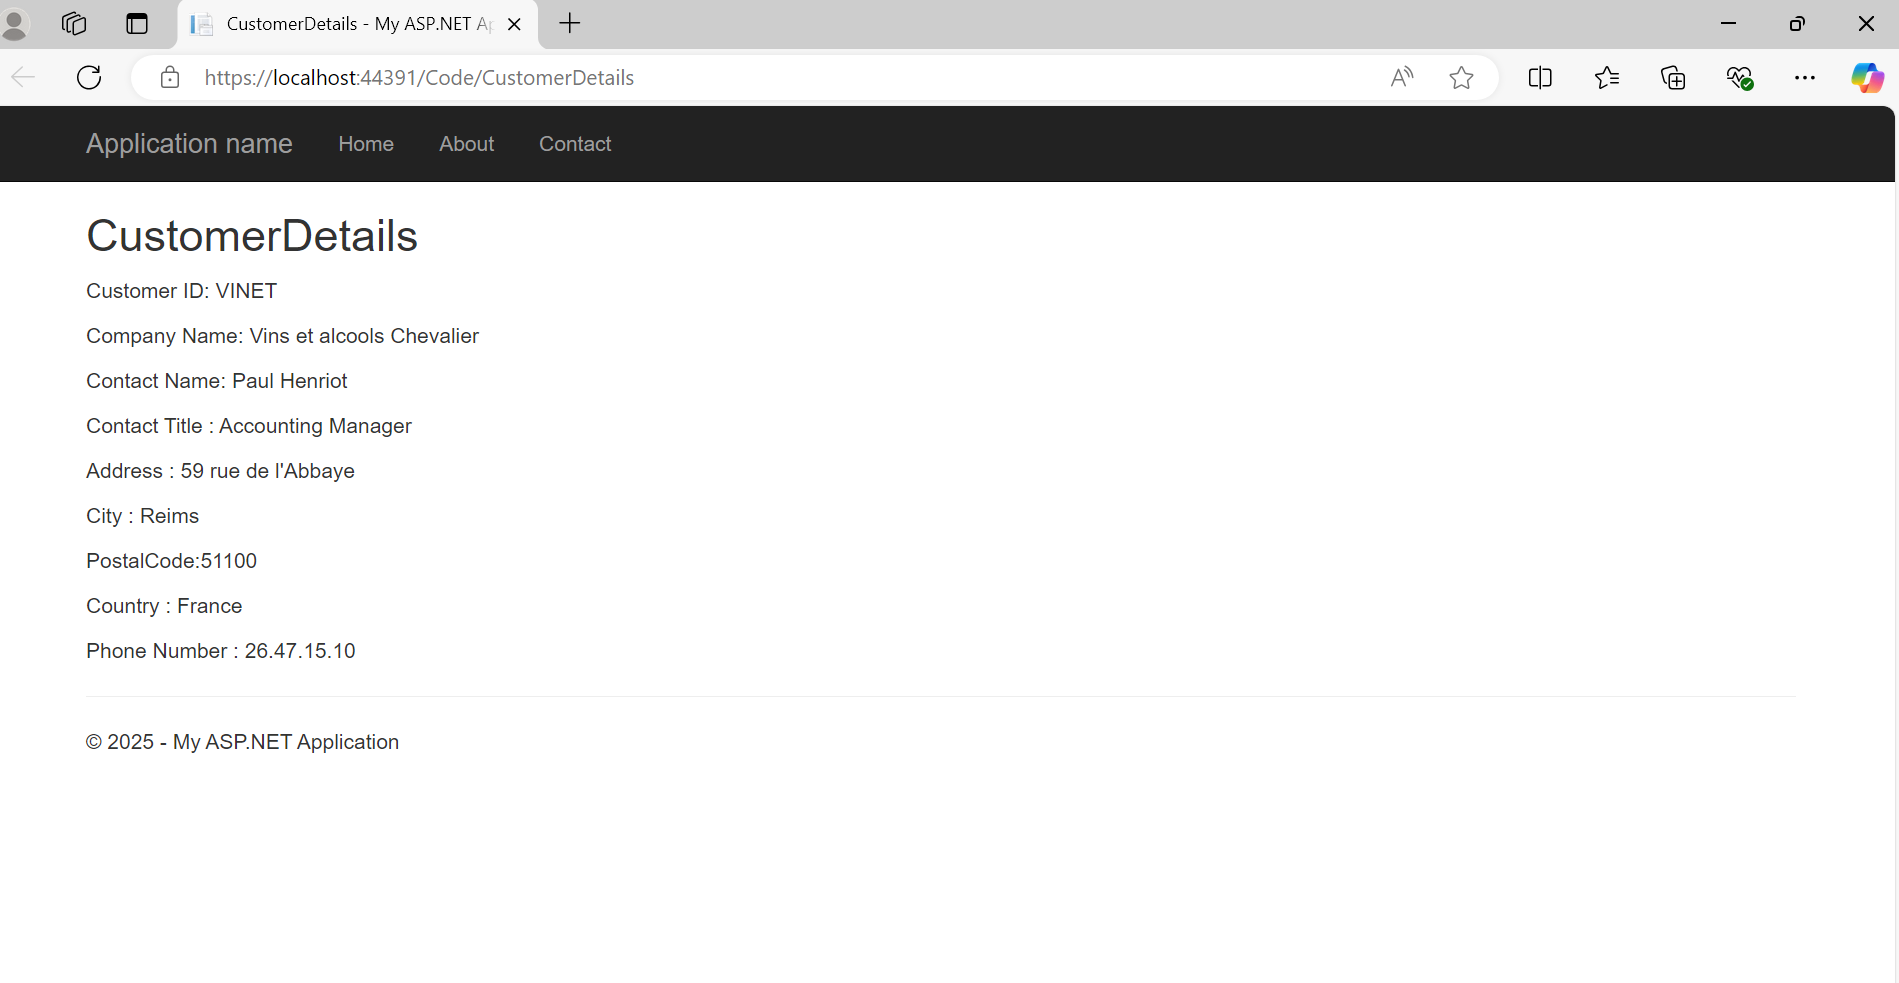 CustomerDetails - My ASP.NET
https://localhost:44391/Code/CustomerDetails
Application name Home About Contact
CustomerDetails
Customer ID: VINET
Company Name: Vins et alcools Chevalier
Contact Name: Paul Henriot
Contact Title : Accounting Manager
Address : 59 rue de l'Abbaye
City : Reims
PostalCode:51100
Country : France
Phone Number : 26.47.15.10
© 2025 - My ASP.NET Application